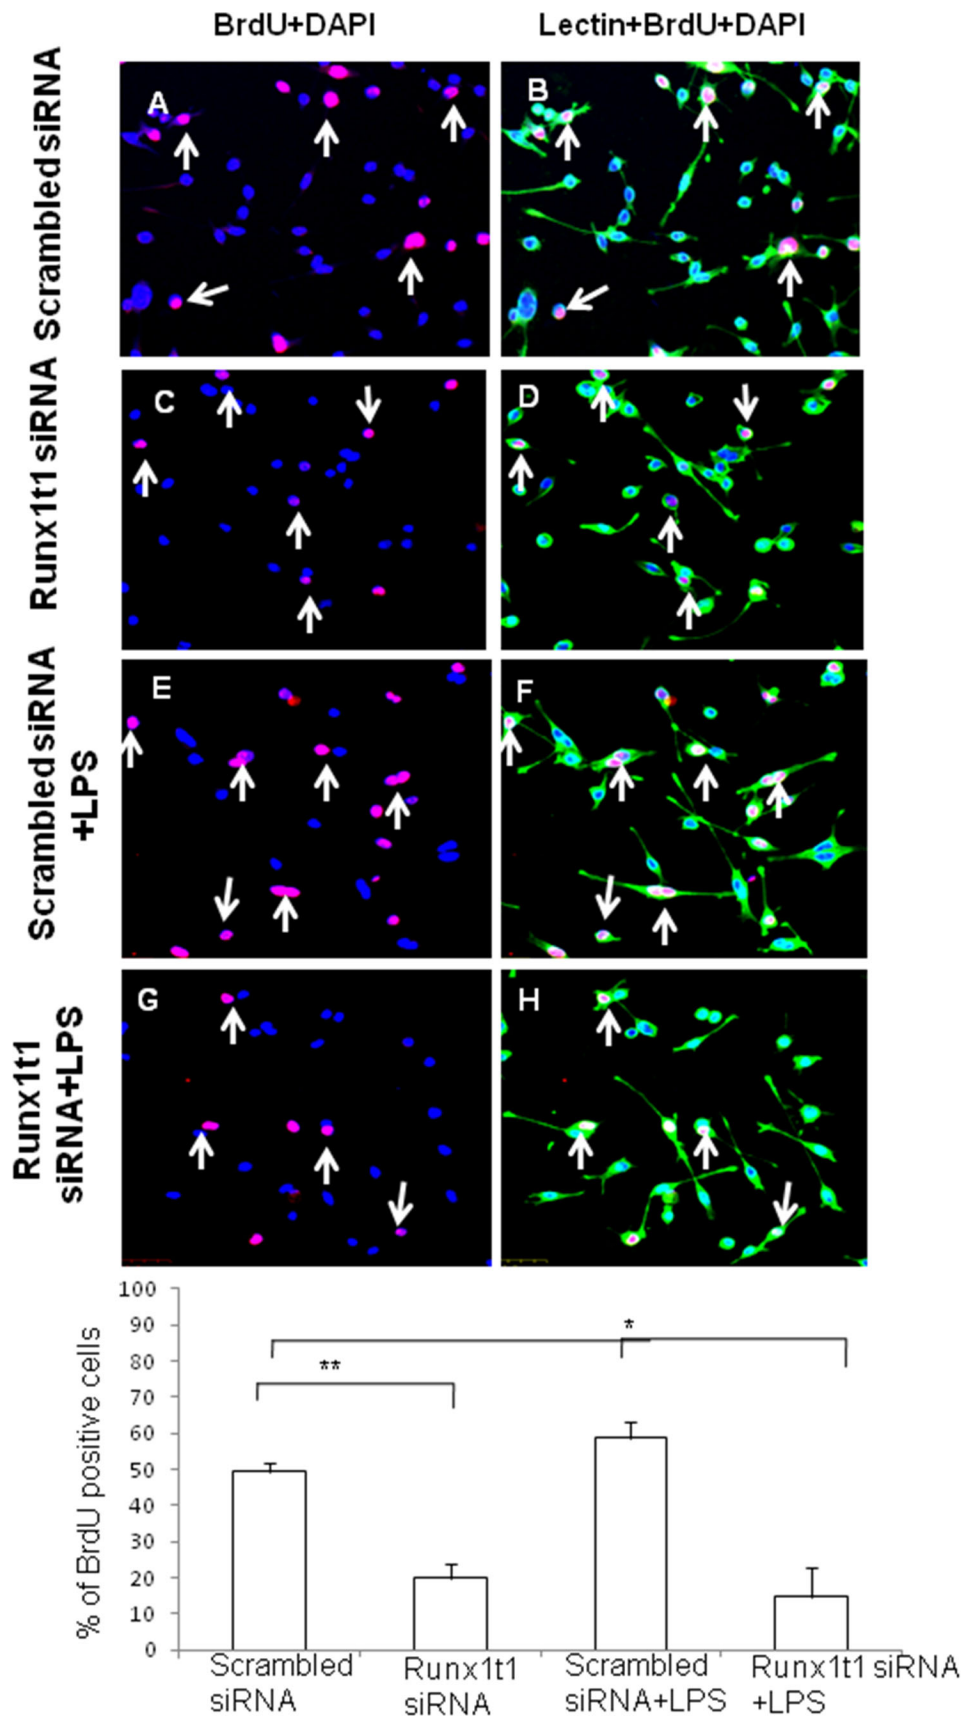 BrdU+DAPI
Lectin+BrdU+DAPI
Scrambled siRNA
A
B
Runx1t1 siRNA
C
D
Scrambled siRNA
+LPS
E
F
Runx1t1
siRNA+LPS
G
H
% of BrdU positive cells
100
90
80
70
60
50
40
30
20
10
0
**
*
Scrambled
siRNA
Runx1t1
siRNA
Scrambled
siRNA+LPS
Runx1t1 siRNA
+LPS